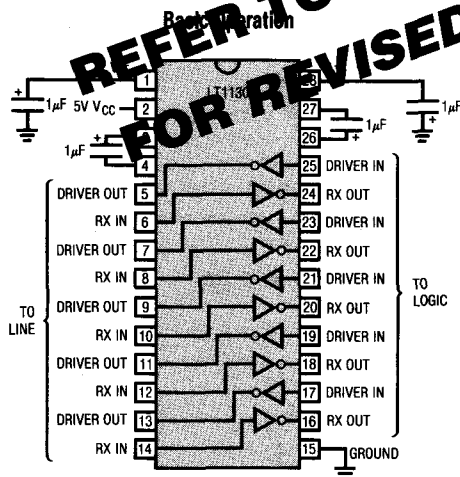 Basic Operation
REFER TO
FOR REVISED
LT1130
1μF
5V VCC
1μF
1
2
4
27
26
1μF
1μF
DRIVER OUT 5
RX IN 6
DRIVER OUT 7
RX IN 8
DRIVER OUT 9
RX IN 10
DRIVER OUT 11
RX IN 12
DRIVER OUT 13
RX IN 14
TO
LINE
25 DRIVER IN
24 RX OUT
23 DRIVER IN
22 RX OUT
21 DRIVER IN
20 RX OUT
19 DRIVER IN
18 RX OUT
17 DRIVER IN
16 RX OUT
15 GROUND
TO
LOGIC